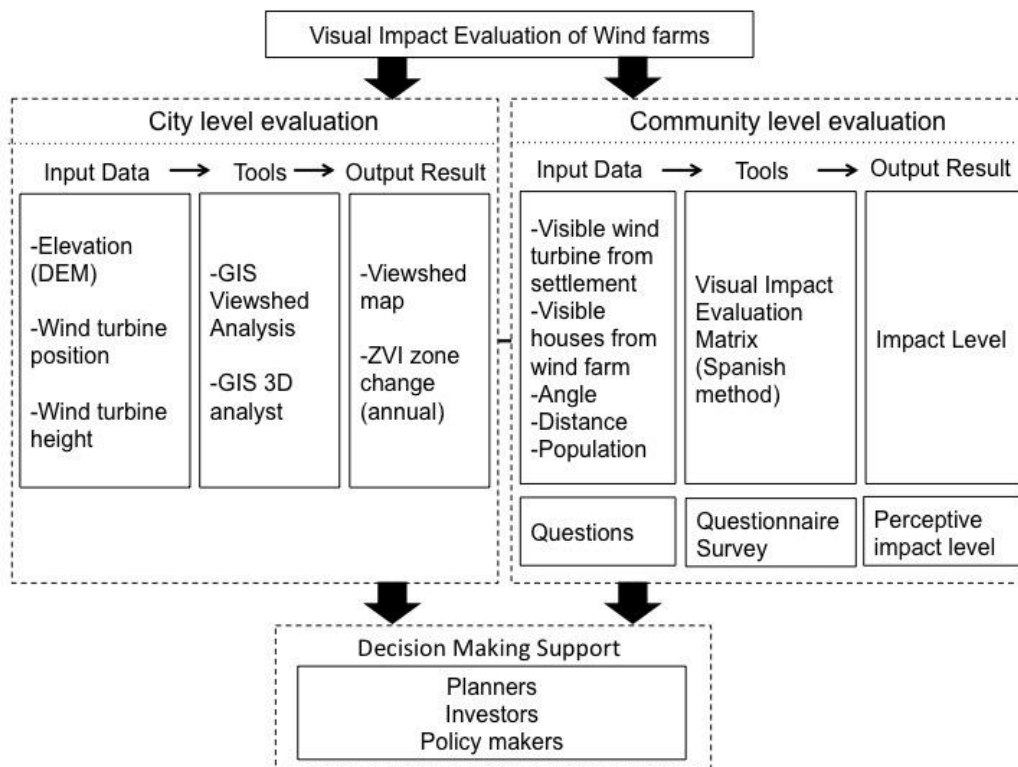 Visual Impact Evaluation of Wind farms
City level evaluation
Input Data
Tools
Output Result
-Elevation
(DEM)
-Wind turbine
position
-Wind turbine
height
-GIS
Viewshed
Analysis
-GIS 3D
analyst
-Viewshed
map
-ZVI zone
change
(annual)
Community level evaluation
Input Data
Tools
Output Result
-Visible wind
turbine from
settlement
-Visible
houses from
wind farm
-Angle
-Distance
-Population
Visual Impact
Evaluation
Matrix
(Spanish
method)
Impact Level
Questions
Questionnaire
Survey
Perceptive
impact level
Decision Making Support
Planners
Investors
Policy makers